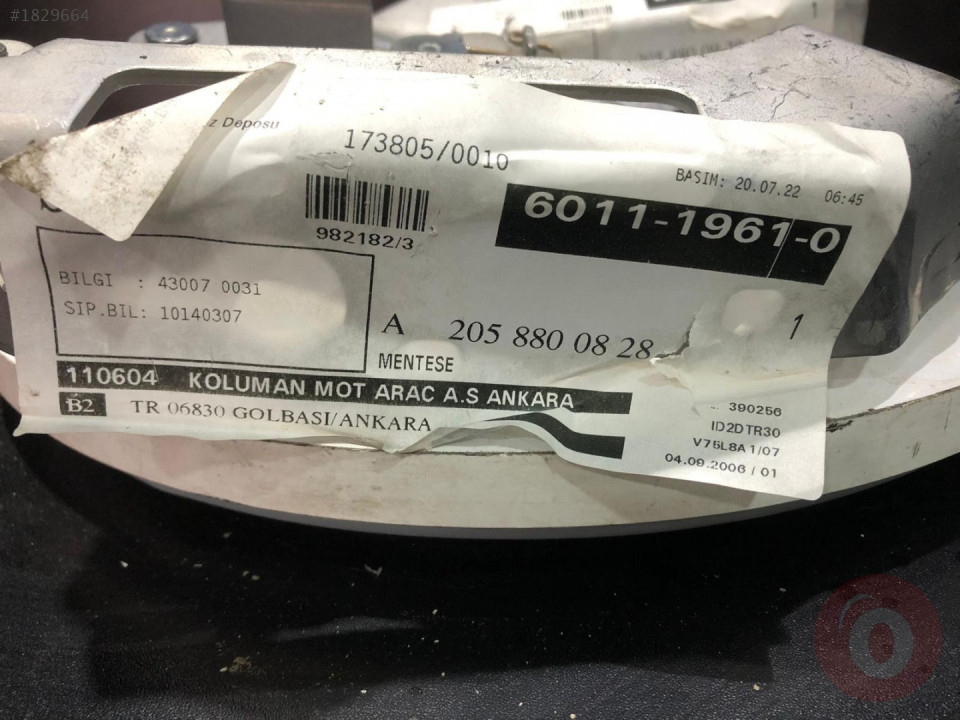 #1829664
z Deposu
173805/0010
BASIM: 20.07.22 06:45
982182/3
6011-1961-0
BILGI : 43007 0031
SIP.BIL: 10140307
A 205 880 08 28
1
MENTESE
110604 KOLUMAN MOT ARAC A.S ANKARA
B2 TR 06830 GOLBASI/ANKARA
390256
ID2DTR30
V75L8A1/07
04.09.2006 / 01
1